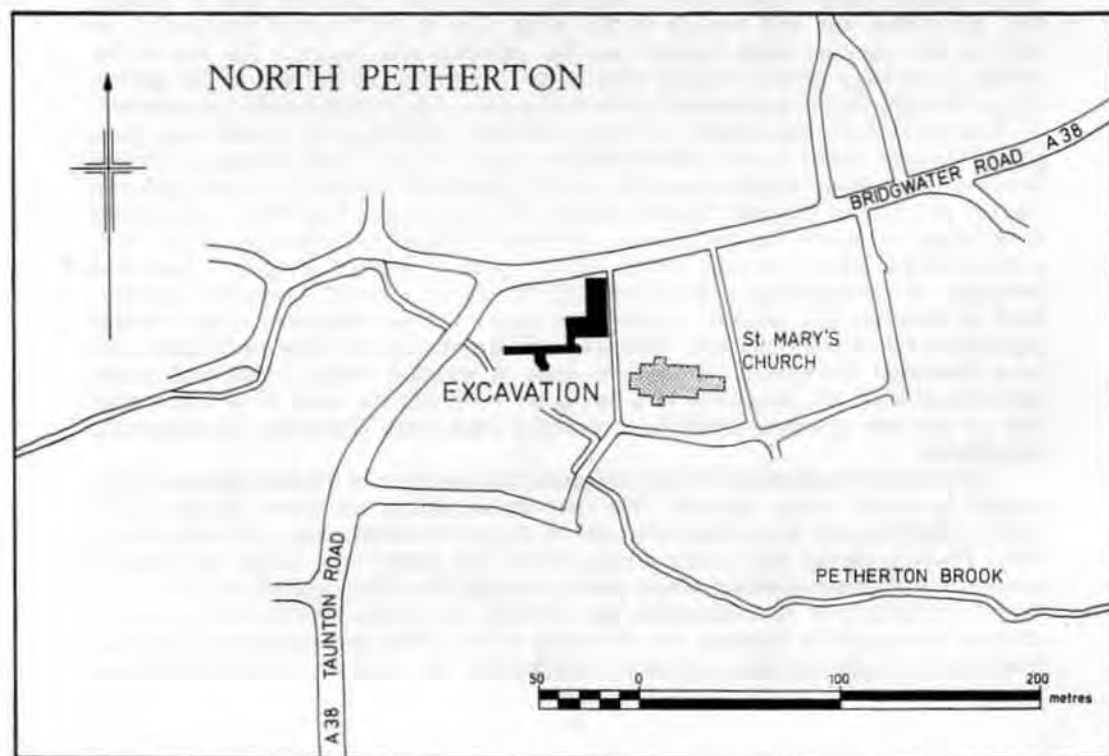 NORTH PETHERTON
BRIDGWATER ROAD A38
St. MARY'S
CHURCH
EXCAVATION
PETHERTON BROOK
A38 TAUNTON ROAD
50 0 100 200
metres